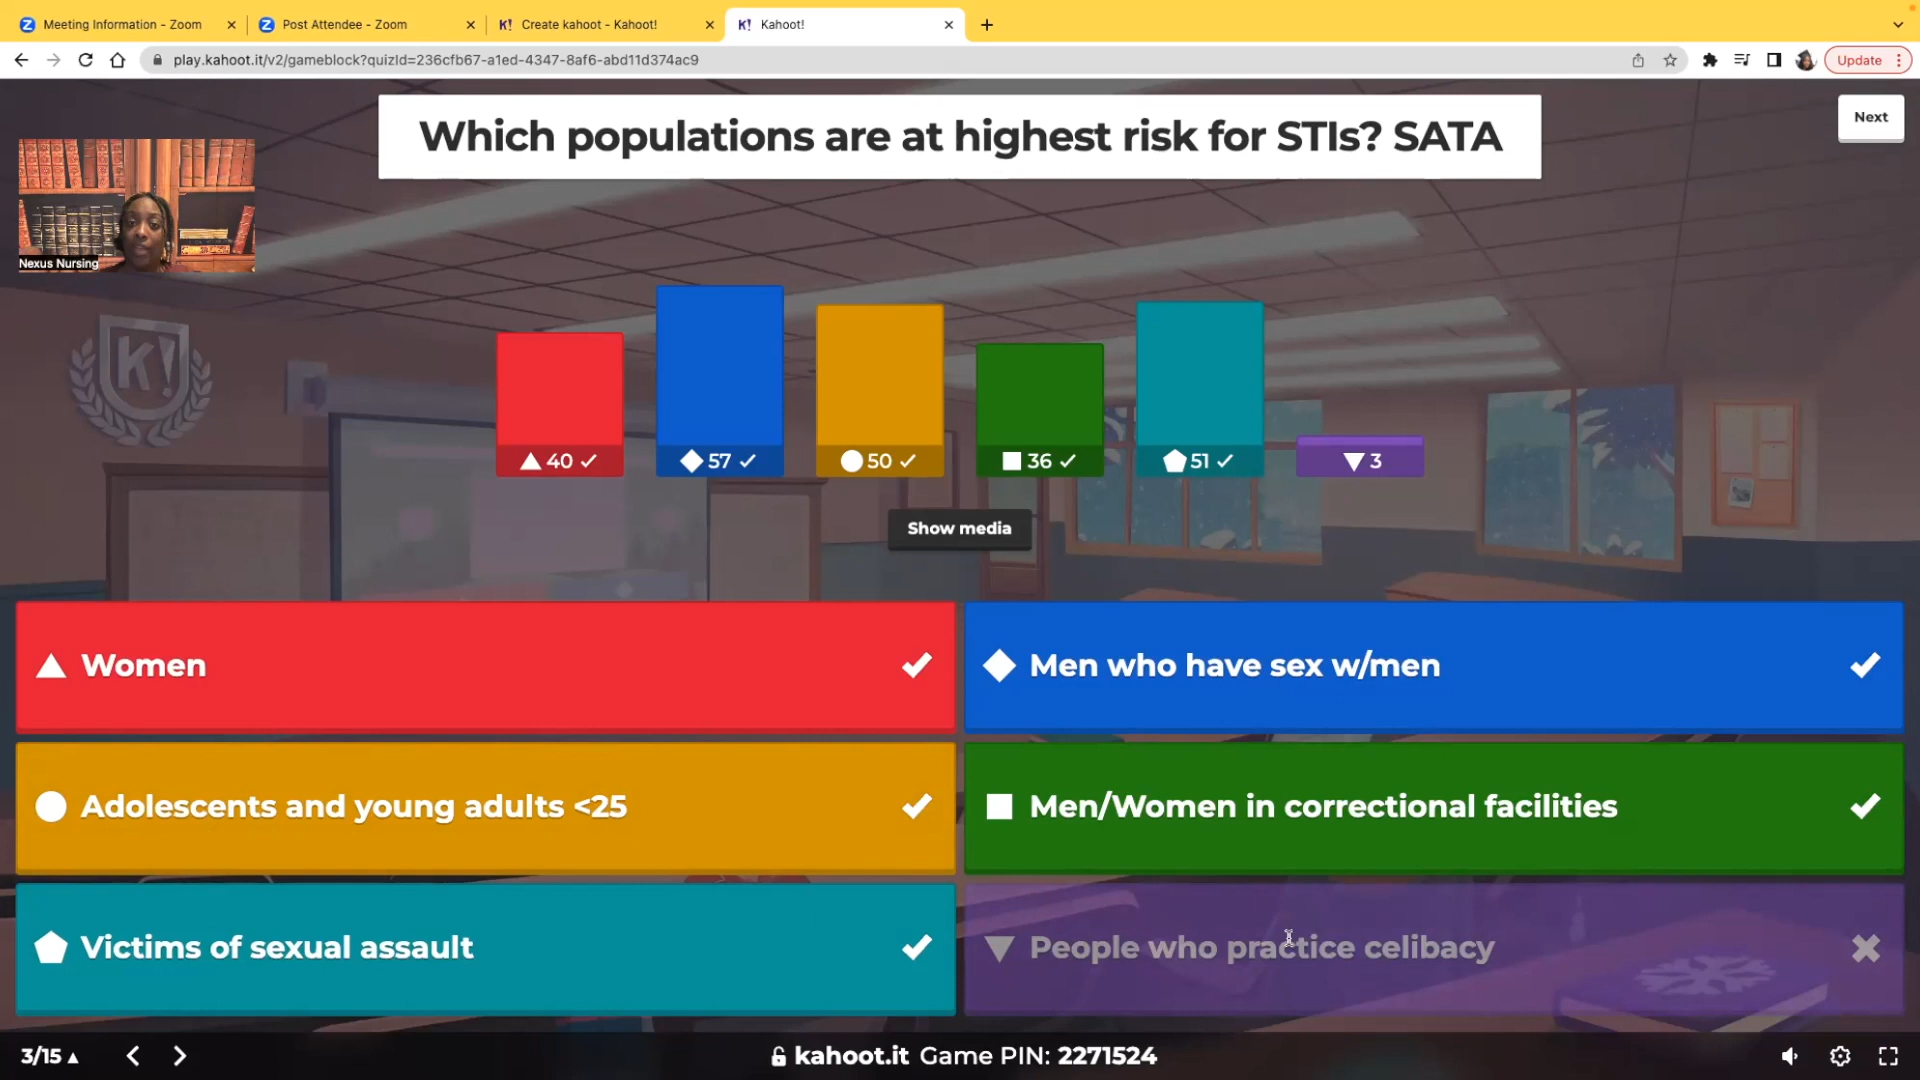 Meeting Information - Zoom
Post Attendee - Zoom
K! Create kahoot - Kahoot!
K! Kahoot!
play.kahoot.it/v2/gameblock?quizId=236cfb67-a1ed-4347-8af6-abd11d374ac9
Update
Which populations are at highest risk for STIs? SATA
Next
Nexus Nursing
K!
40
57
50
36
51
3
Show media
Women
Men who have sex w/men
Adolescents and young adults <25
Men/Women in correctional facilities
Victims of sexual assault
People who practice celibacy
3/15
kahoot.it Game PIN: 2271524